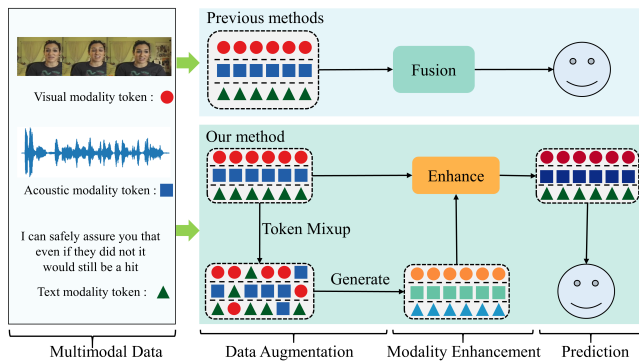 Visual modality token :
Acoustic modality token :
I can safely assure you that
even if they did not it
would still be a hit
Text modality token :
Multimodal Data
Previous methods
Fusion
Our method
Enhance
Token Mixup
Generate
Data Augmentation
Modality Enhancement
Prediction